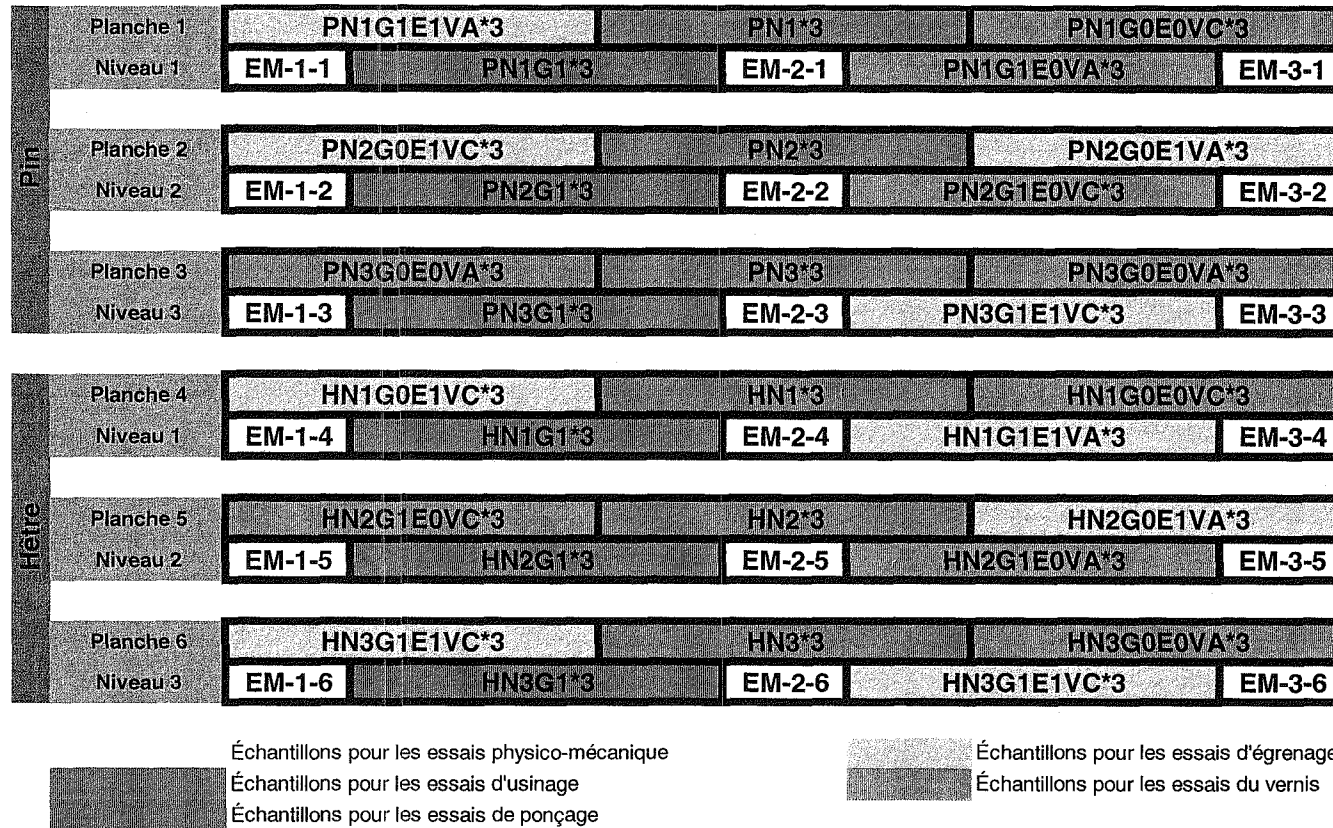 Pin
Planche 1 PN1G1E1VA*3 PN1*3 PN1G0E0VC*3
Niveau 1 EM-1-1 PN1G1*3 EM-2-1 PN1G1E0VA*3 EM-3-1
Planche 2 PN2G0E1VC*3 PN2*3 PN2G0E1VA*3
Niveau 2 EM-1-2 PN2G1*3 EM-2-2 PN2G1E0VC*3 EM-3-2
Planche 3 PN3G0E0VA*3 PN3*3 PN3G0E0VA*3
Niveau 3 EM-1-3 PN3G1*3 EM-2-3 PN3G1E1VC*3 EM-3-3
Hêtre
Planche 4 HN1G0E1VC*3 HN1*3 HN1G0E0VC*3
Niveau 1 EM-1-4 HN1G1*3 EM-2-4 HN1G1E1VA*3 EM-3-4
Planche 5 HN2G1E0VC*3 HN2*3 HN2G0E1VA*3
Niveau 2 EM-1-5 HN2G1*3 EM-2-5 HN2G1E0VA*3 EM-3-5
Planche 6 HN3G1E1VC*3 HN3*3 HN3G0E0VA*3
Niveau 3 EM-1-6 HN3G1*3 EM-2-6 HN3G1E1VC*3 EM-3-6
Échantillons pour les essais physico-mécanique
Échantillons pour les essais d'usinage
Échantillons pour les essais de ponçage
Échantillons pour les essais d'égrenage
Échantillons pour les essais du vernis